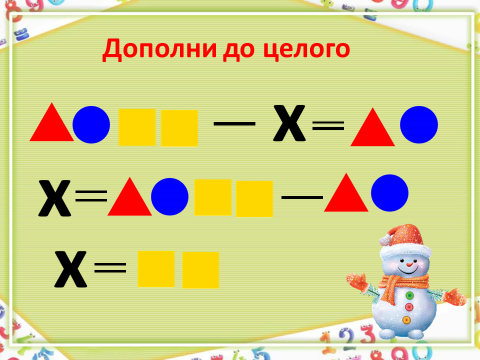 Дополни до целого
— х =
х = —
х =